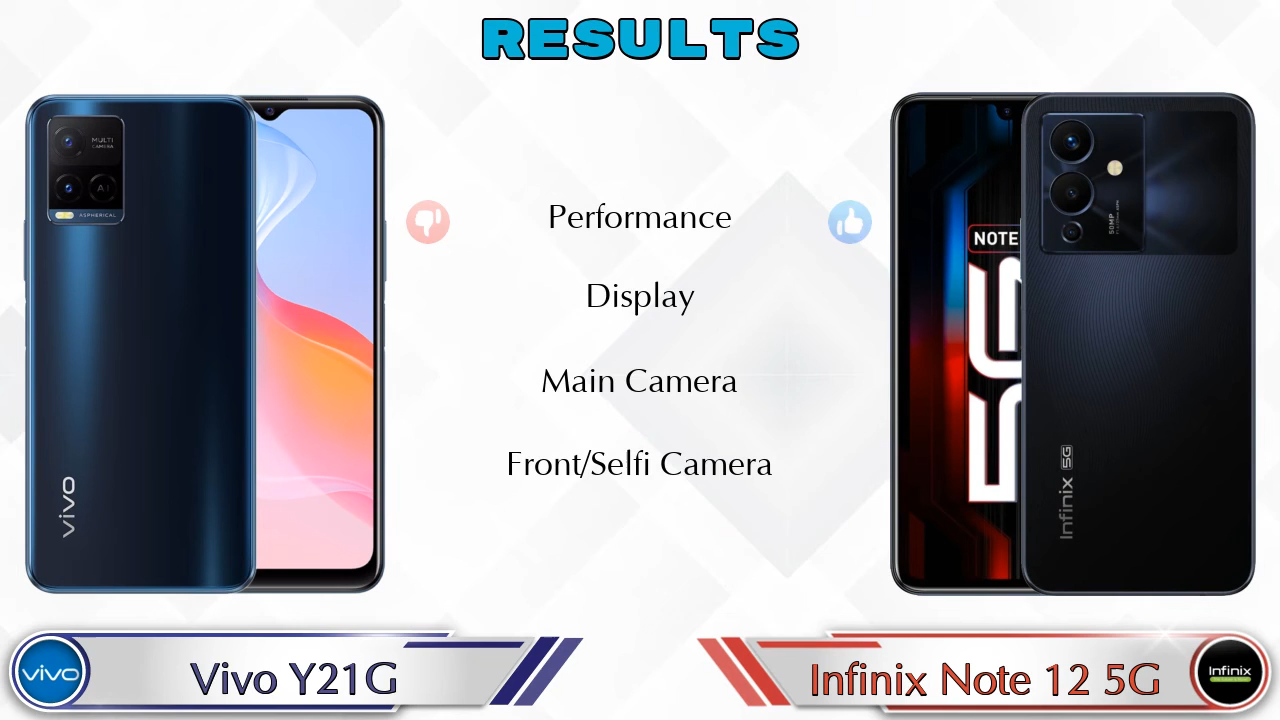 RESULTS
MULTI
CAMERA
AI
ASPHERICAL
vivo
Performance
Display
Main Camera
Front/Selfi Camera
NOTE
5G
50MP
Infinix 5G
vivo
Vivo Y21G
Infinix Note 12 5G
Infinix